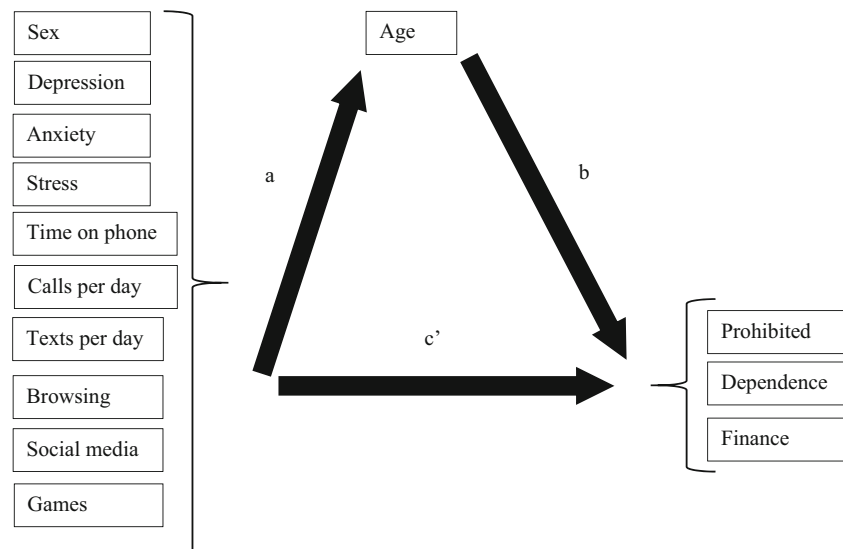 Sex
Depression
Anxiety
Stress
Time on phone
Calls per day
Texts per day
Browsing
Social media
Games
Age
a
b
c’
Prohibited
Dependence
Finance